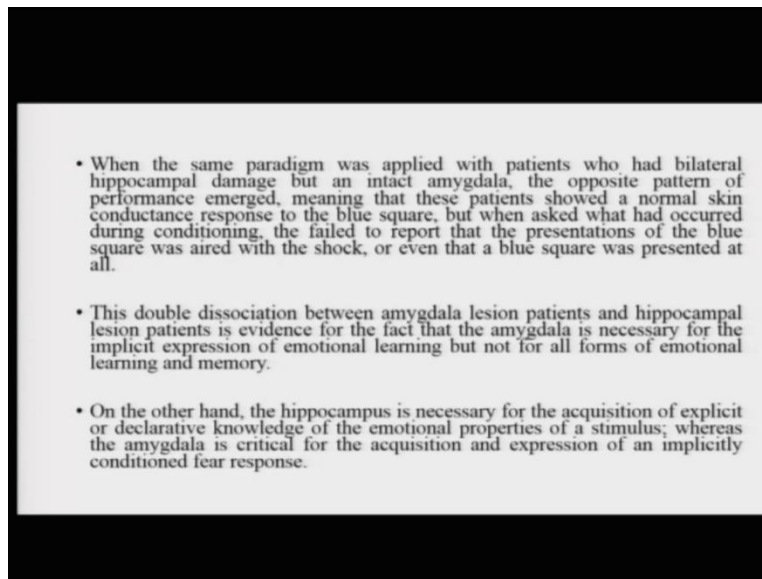 • When the same paradigm was applied with patients who had bilateral
hippocampal damage but an intact amygdala, the opposite pattern of
performance emerged, meaning that these patients showed a normal skin
conductance response to the blue square, but when asked what had occurred
during conditioning, the failed to report that the presentations of the blue
square was aired with the shock, or even that a blue square was presented at
all.
• This double dissociation between amygdala lesion patients and hippocampal
lesion patients is evidence for the fact that the amygdala is necessary for the
implicit expression of emotional learning but not for all forms of emotional
learning and memory.
• On the other hand, the hippocampus is necessary for the acquisition of explicit
or declarative knowledge of the emotional properties of a stimulus; whereas
the amygdala is critical for the acquisition and expression of an implicitly
conditioned fear response.